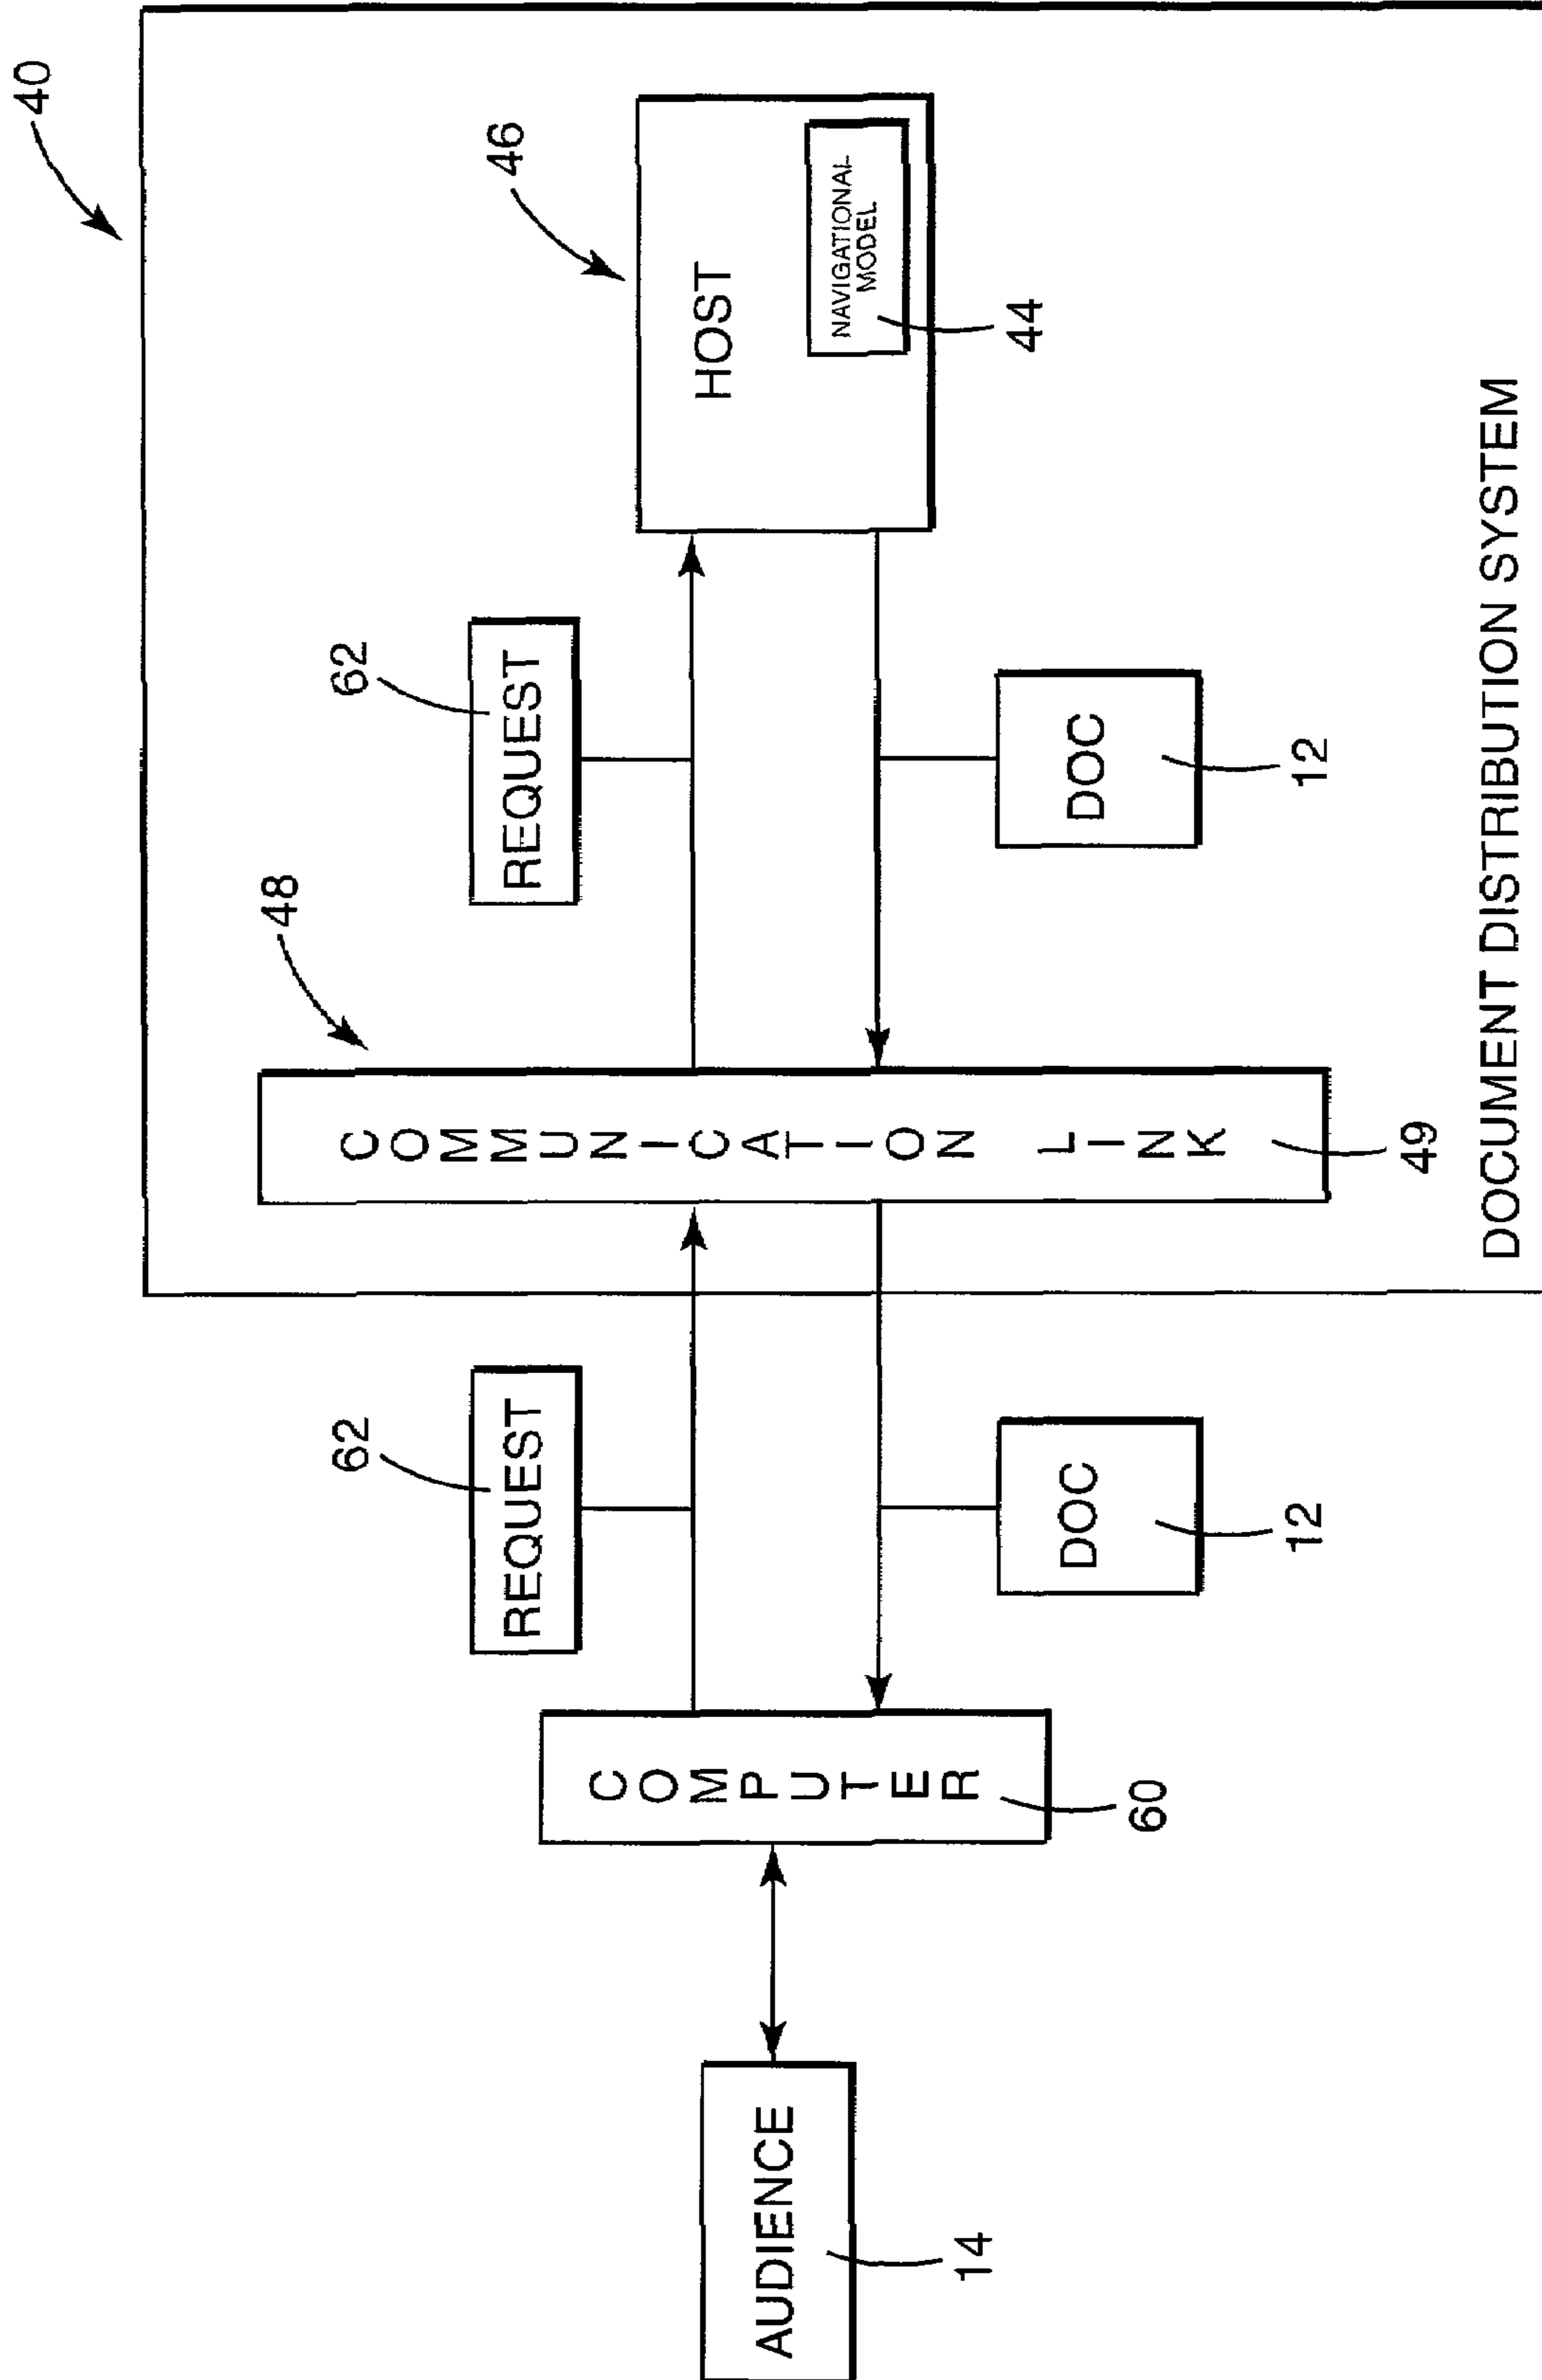 40
46
HOST
NAVIGATIONAL
MODEL
44
62
REQUEST
DOC
12
48
COMMUNICATION LINK
49
DOCUMENT DISTRIBUTION SYSTEM
62
REQUEST
DOC
12
COMPUTER
60
AUDIENCE
14